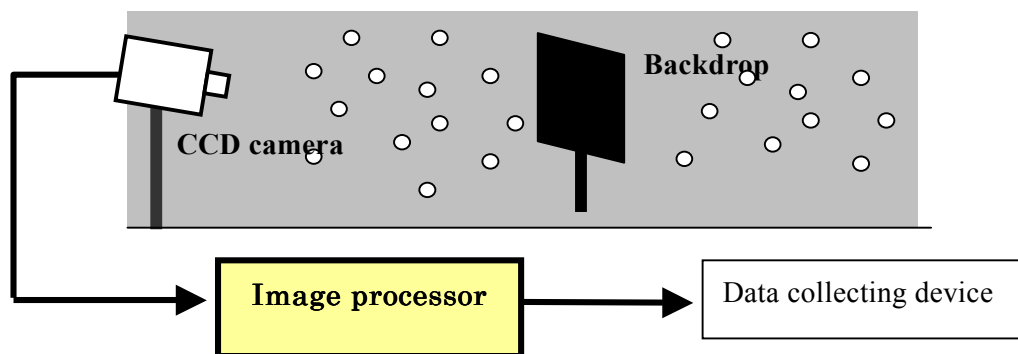 Backdrop
CCD camera
Image processor
Data collecting device